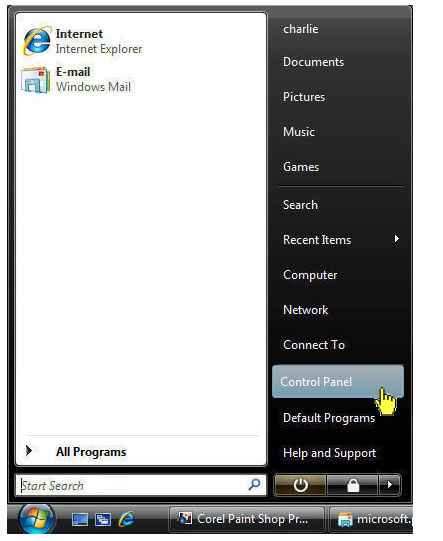 Internet
Internet Explorer
E-mail
Windows Mail
All Programs
Start Search
charlie
Documents
Pictures
Music
Games
Search
Recent Items
Computer
Network
Connect To
Control Panel
Default Programs
Help and Support
Corel Paint Shop Pr...
microsoft.